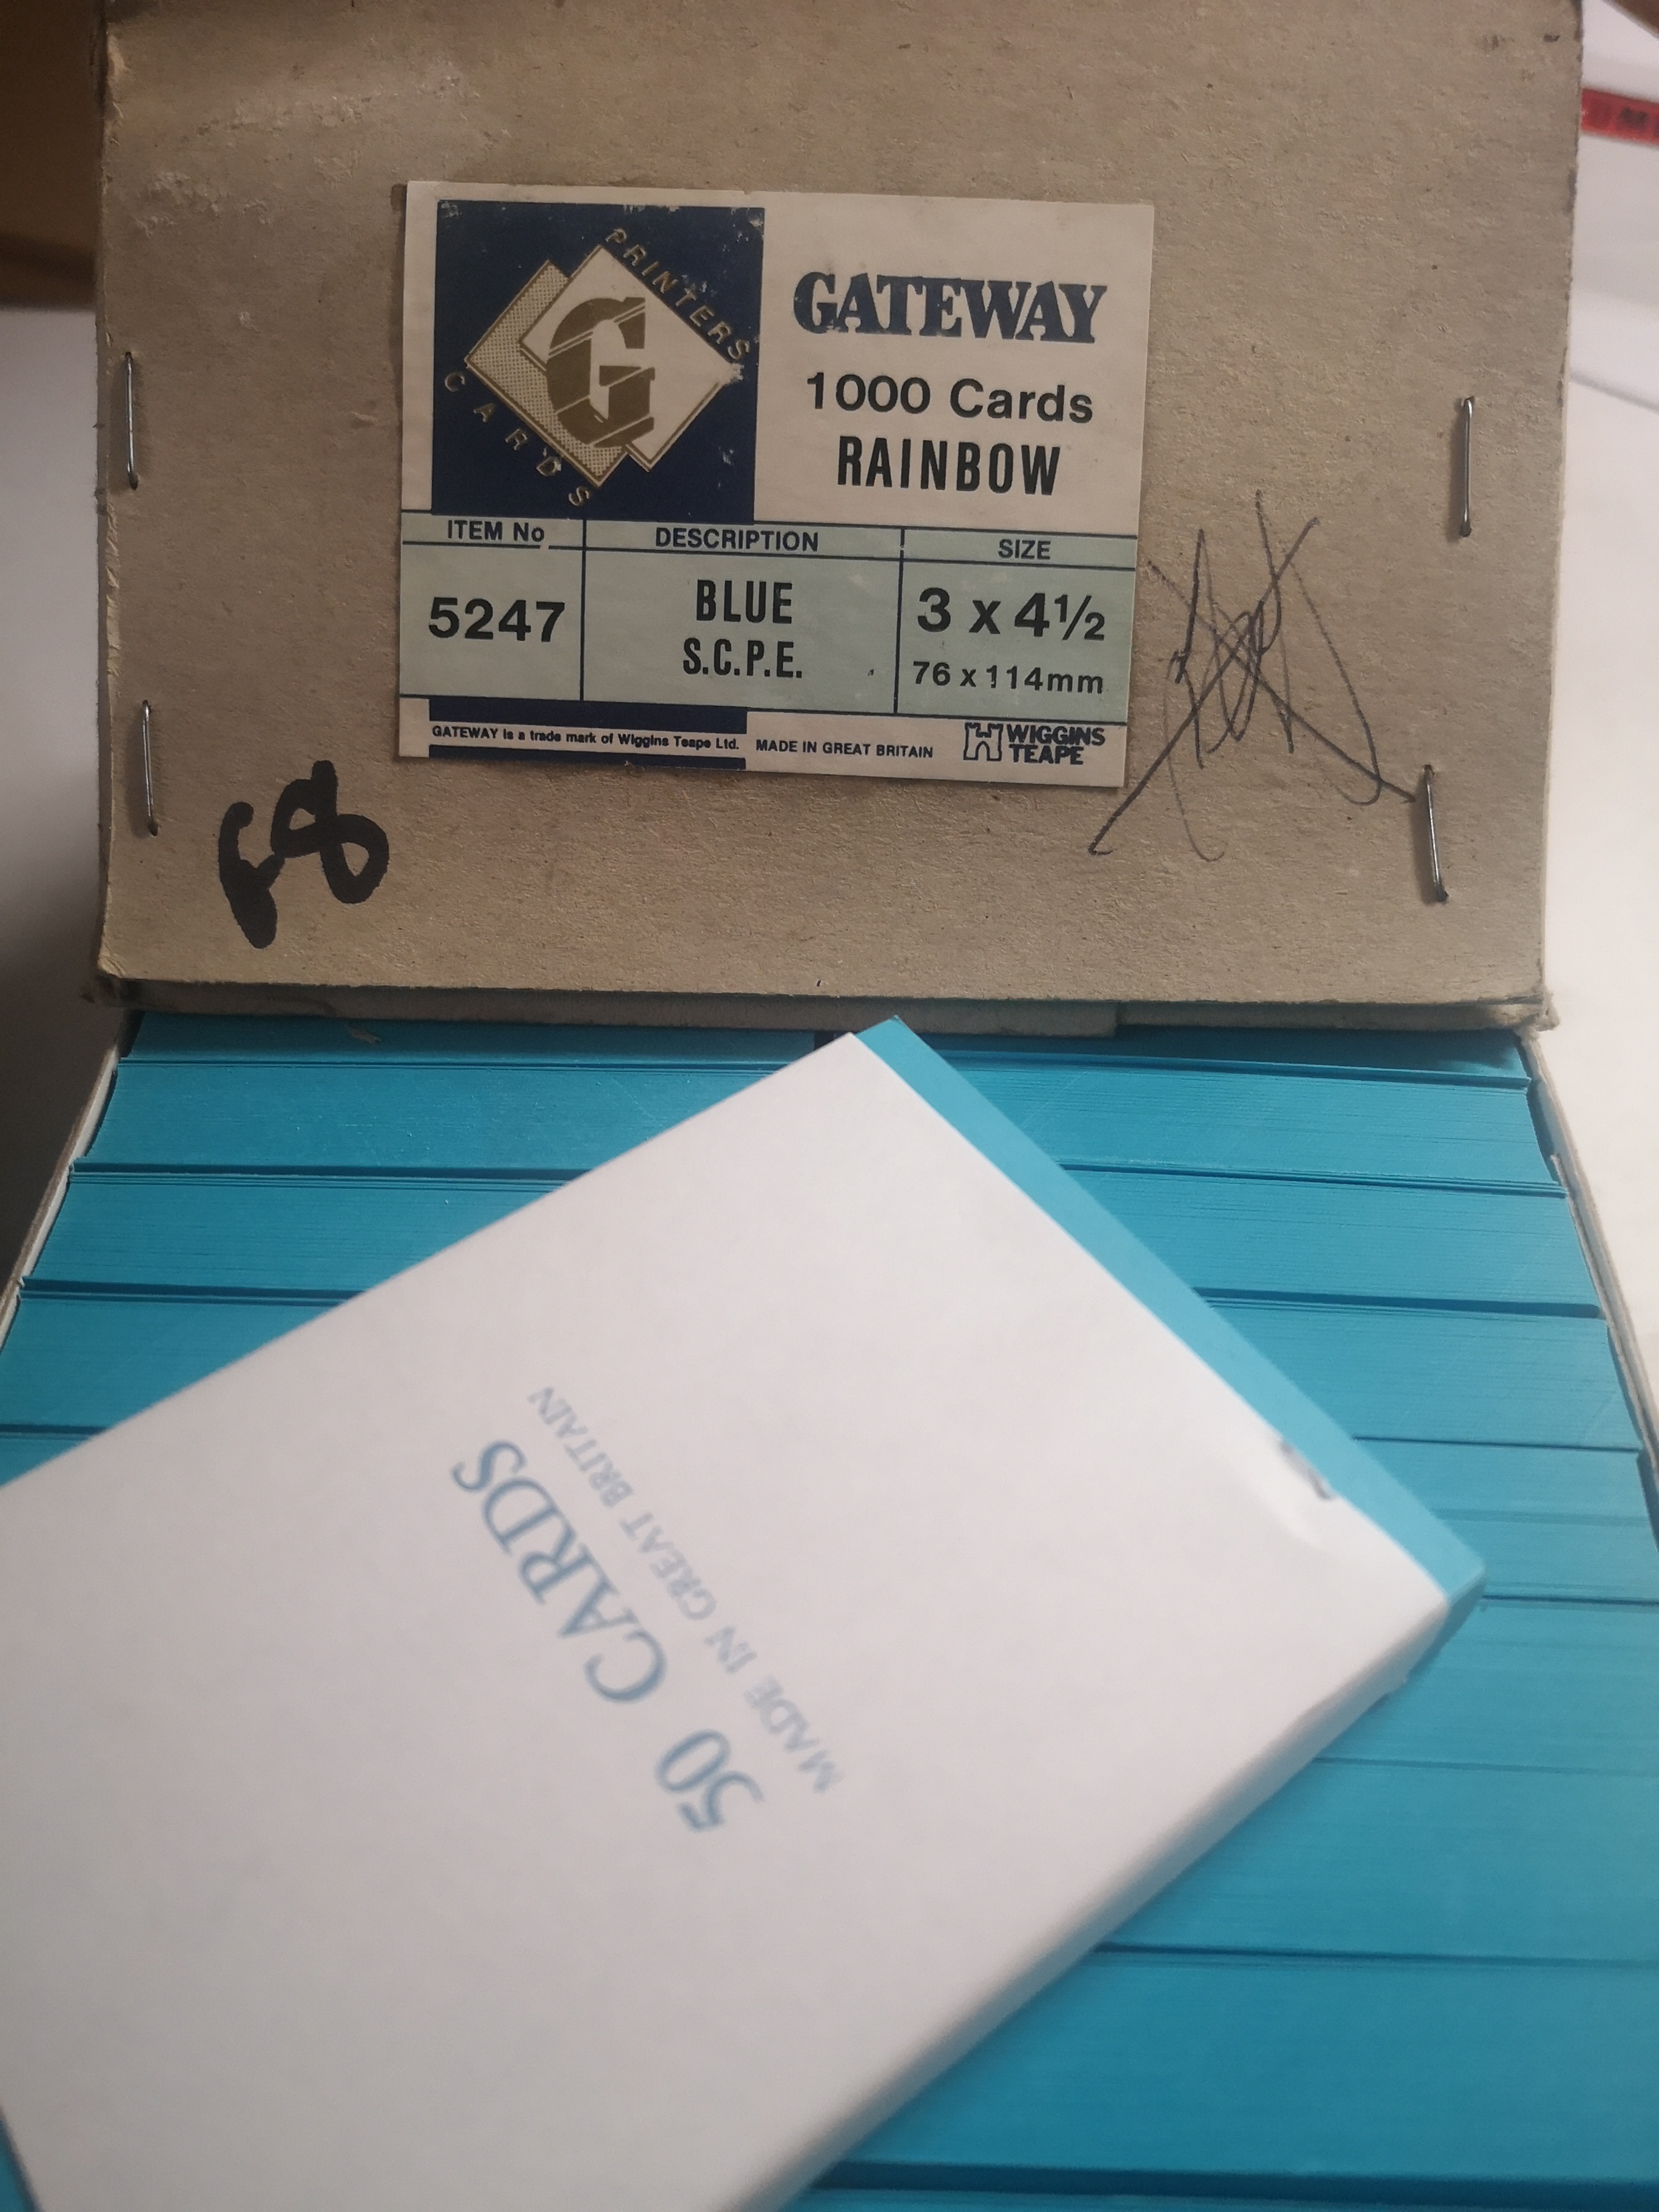 PRINTERS
CARDS
G
GATEWAY
1000 Cards
RAINBOW
ITEM No
DESCRIPTION
SIZE
5247
BLUE
S.C.P.E.
3 x 4½
76 x 114mm
GATEWAY is a trade mark of Wiggins Teape Ltd.
MADE IN GREAT BRITAIN
WIGGINS
TEAPE
50 CARDS
MADE IN GREAT BRITAIN